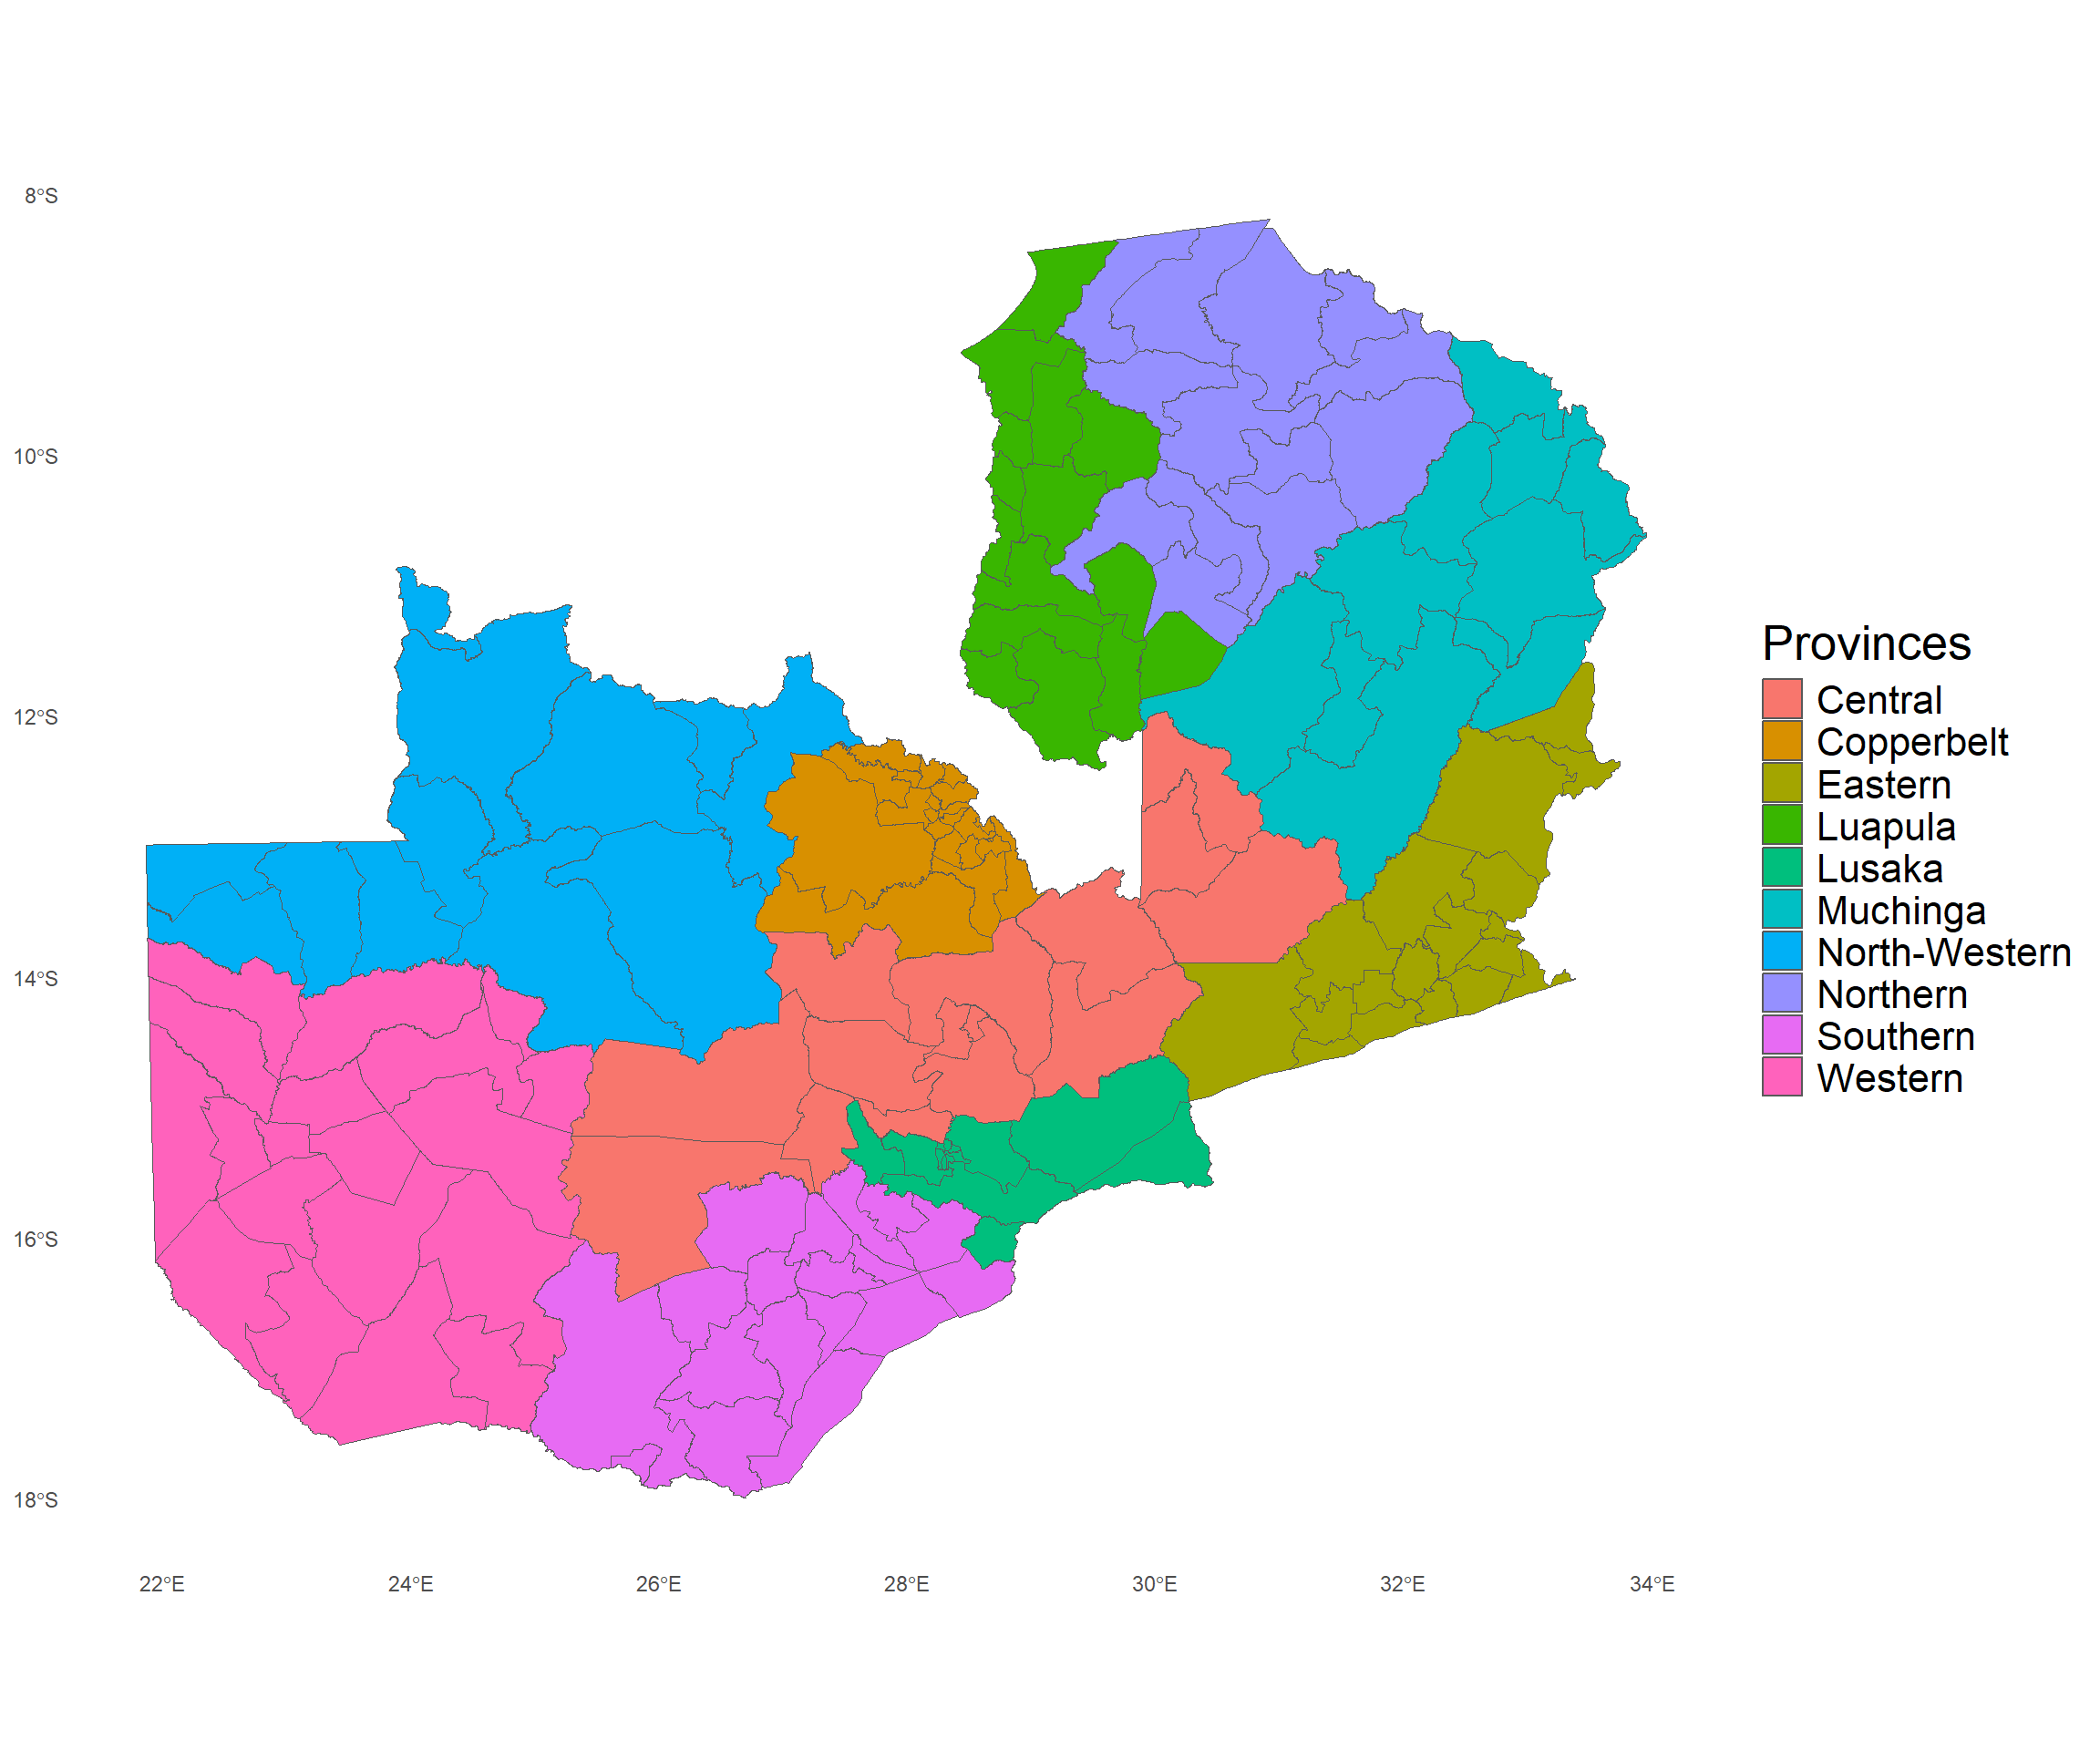 8°S
10°S
12°S
14°S
16°S
18°S
22°E
24°E
26°E
28°E
30°E
32°E
34°E
Provinces
Central
Copperbelt
Eastern
Luapula
Lusaka
Muchinga
North-Western
Northern
Southern
Western